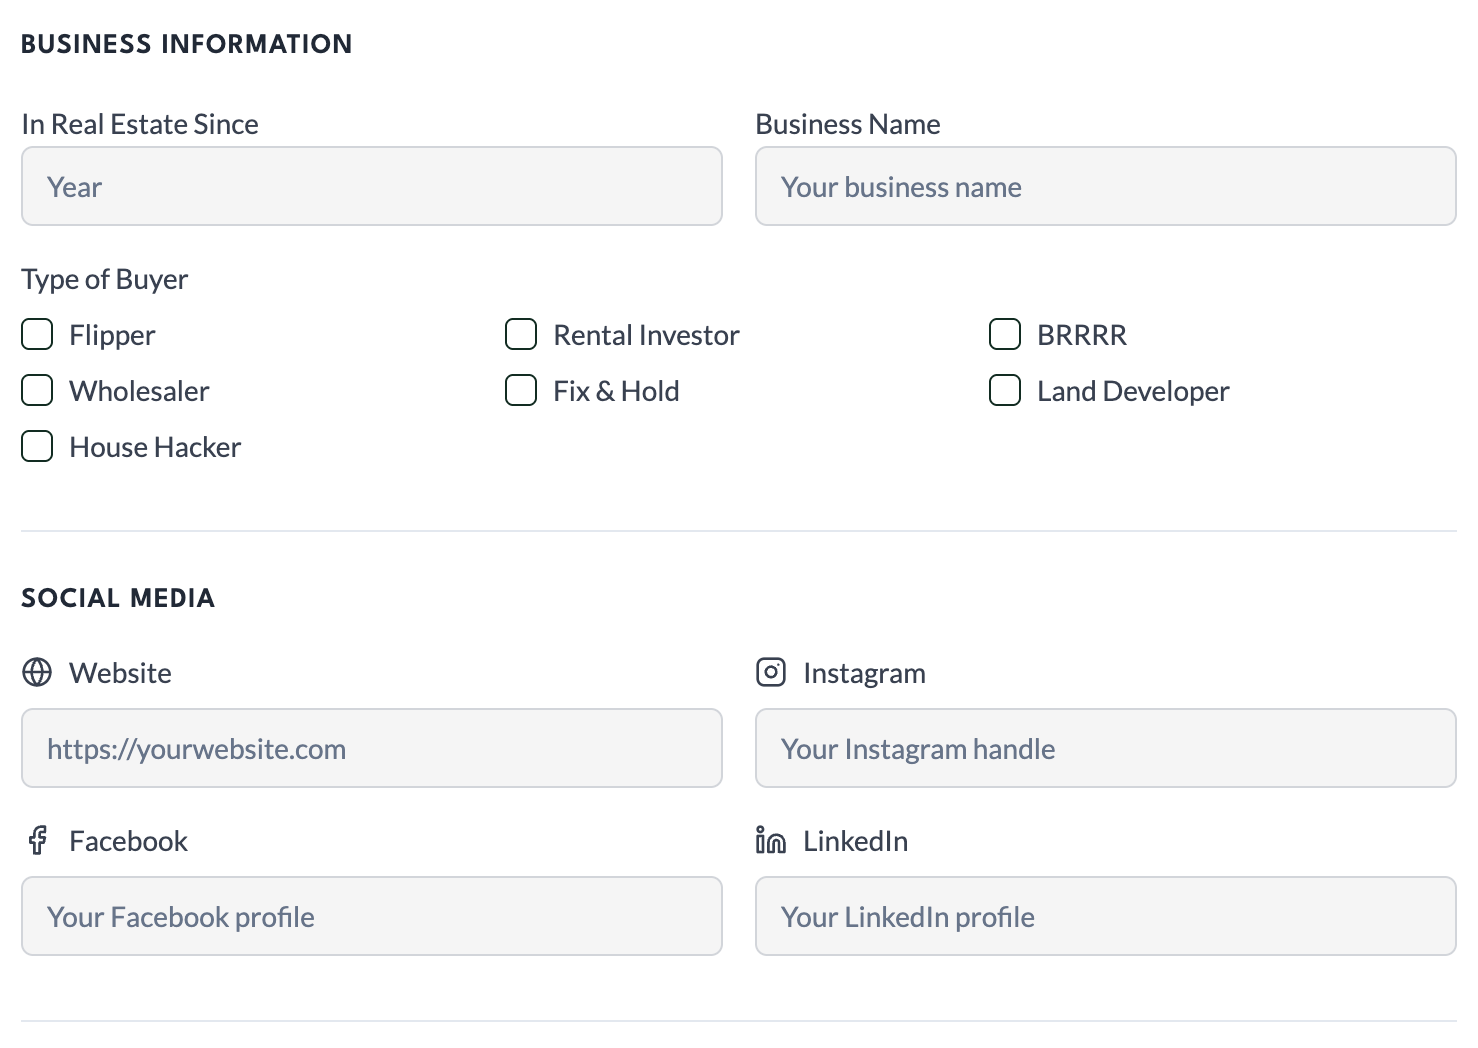 BUSINESS INFORMATION
In Real Estate Since
Business Name
Year
Your business name
Type of Buyer
Flipper
Rental Investor
BRRRR
Wholesaler
Fix & Hold
Land Developer
House Hacker
SOCIAL MEDIA
Website
Instagram
https://yourwebsite.com
Your Instagram handle
Facebook
LinkedIn
Your Facebook profile
Your LinkedIn profile